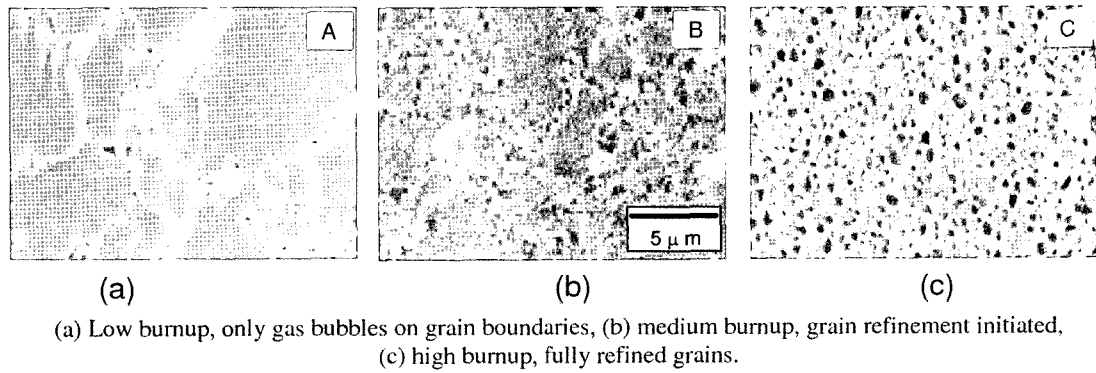 A
B
C
5 μm
(a)
(b)
(c)
(a) Low burnup, only gas bubbles on grain boundaries, (b) medium burnup, grain refinement initiated,
(c) high burnup, fully refined grains.